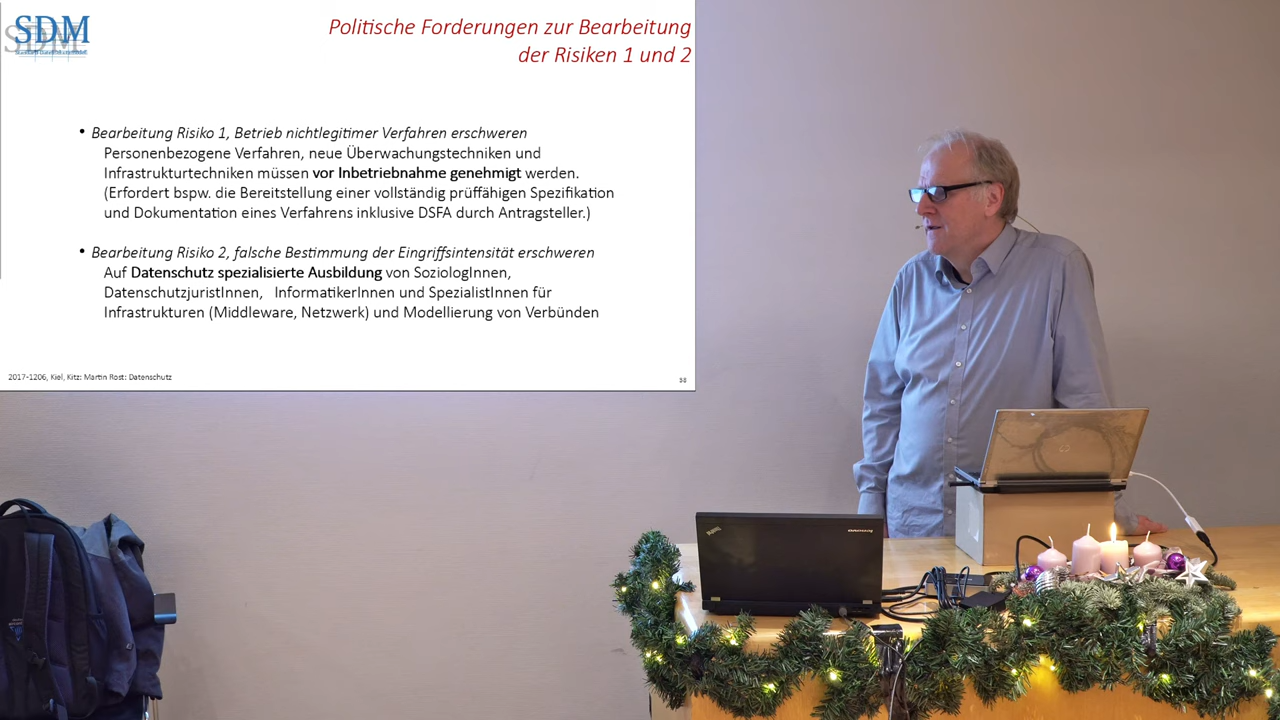 SDM
Politische Forderungen zur Bearbeitung
der Risiken 1 und 2
• Bearbeitung Risiko 1, Betrieb nichtlegitimer Verfahren erschweren
Personenbezogene Verfahren, neue Überwachungstechniken und
Infrastrukturtechniken müssen vor Inbetriebnahme genehmigt werden.
(Erfordert bspw. die Bereitstellung einer vollständig prüffähigen Spezifikation
und Dokumentation eines Verfahrens inklusive DSFA durch Antragsteller.)
• Bearbeitung Risiko 2, falsche Bestimmung der Eingriffsintensität erschweren
Auf Datenschutz spezialisierte Ausbildung von SoziologInnen,
DatenschutzjuristInnen, InformatikerInnen und SpezialistInnen für
Infrastrukturen (Middleware, Netzwerk) und Modellierung von Verbünden
2017-1206, Kiel, Kitz: Martin Rost: Datenschutz
38
ThinkPad
lenovo
hp